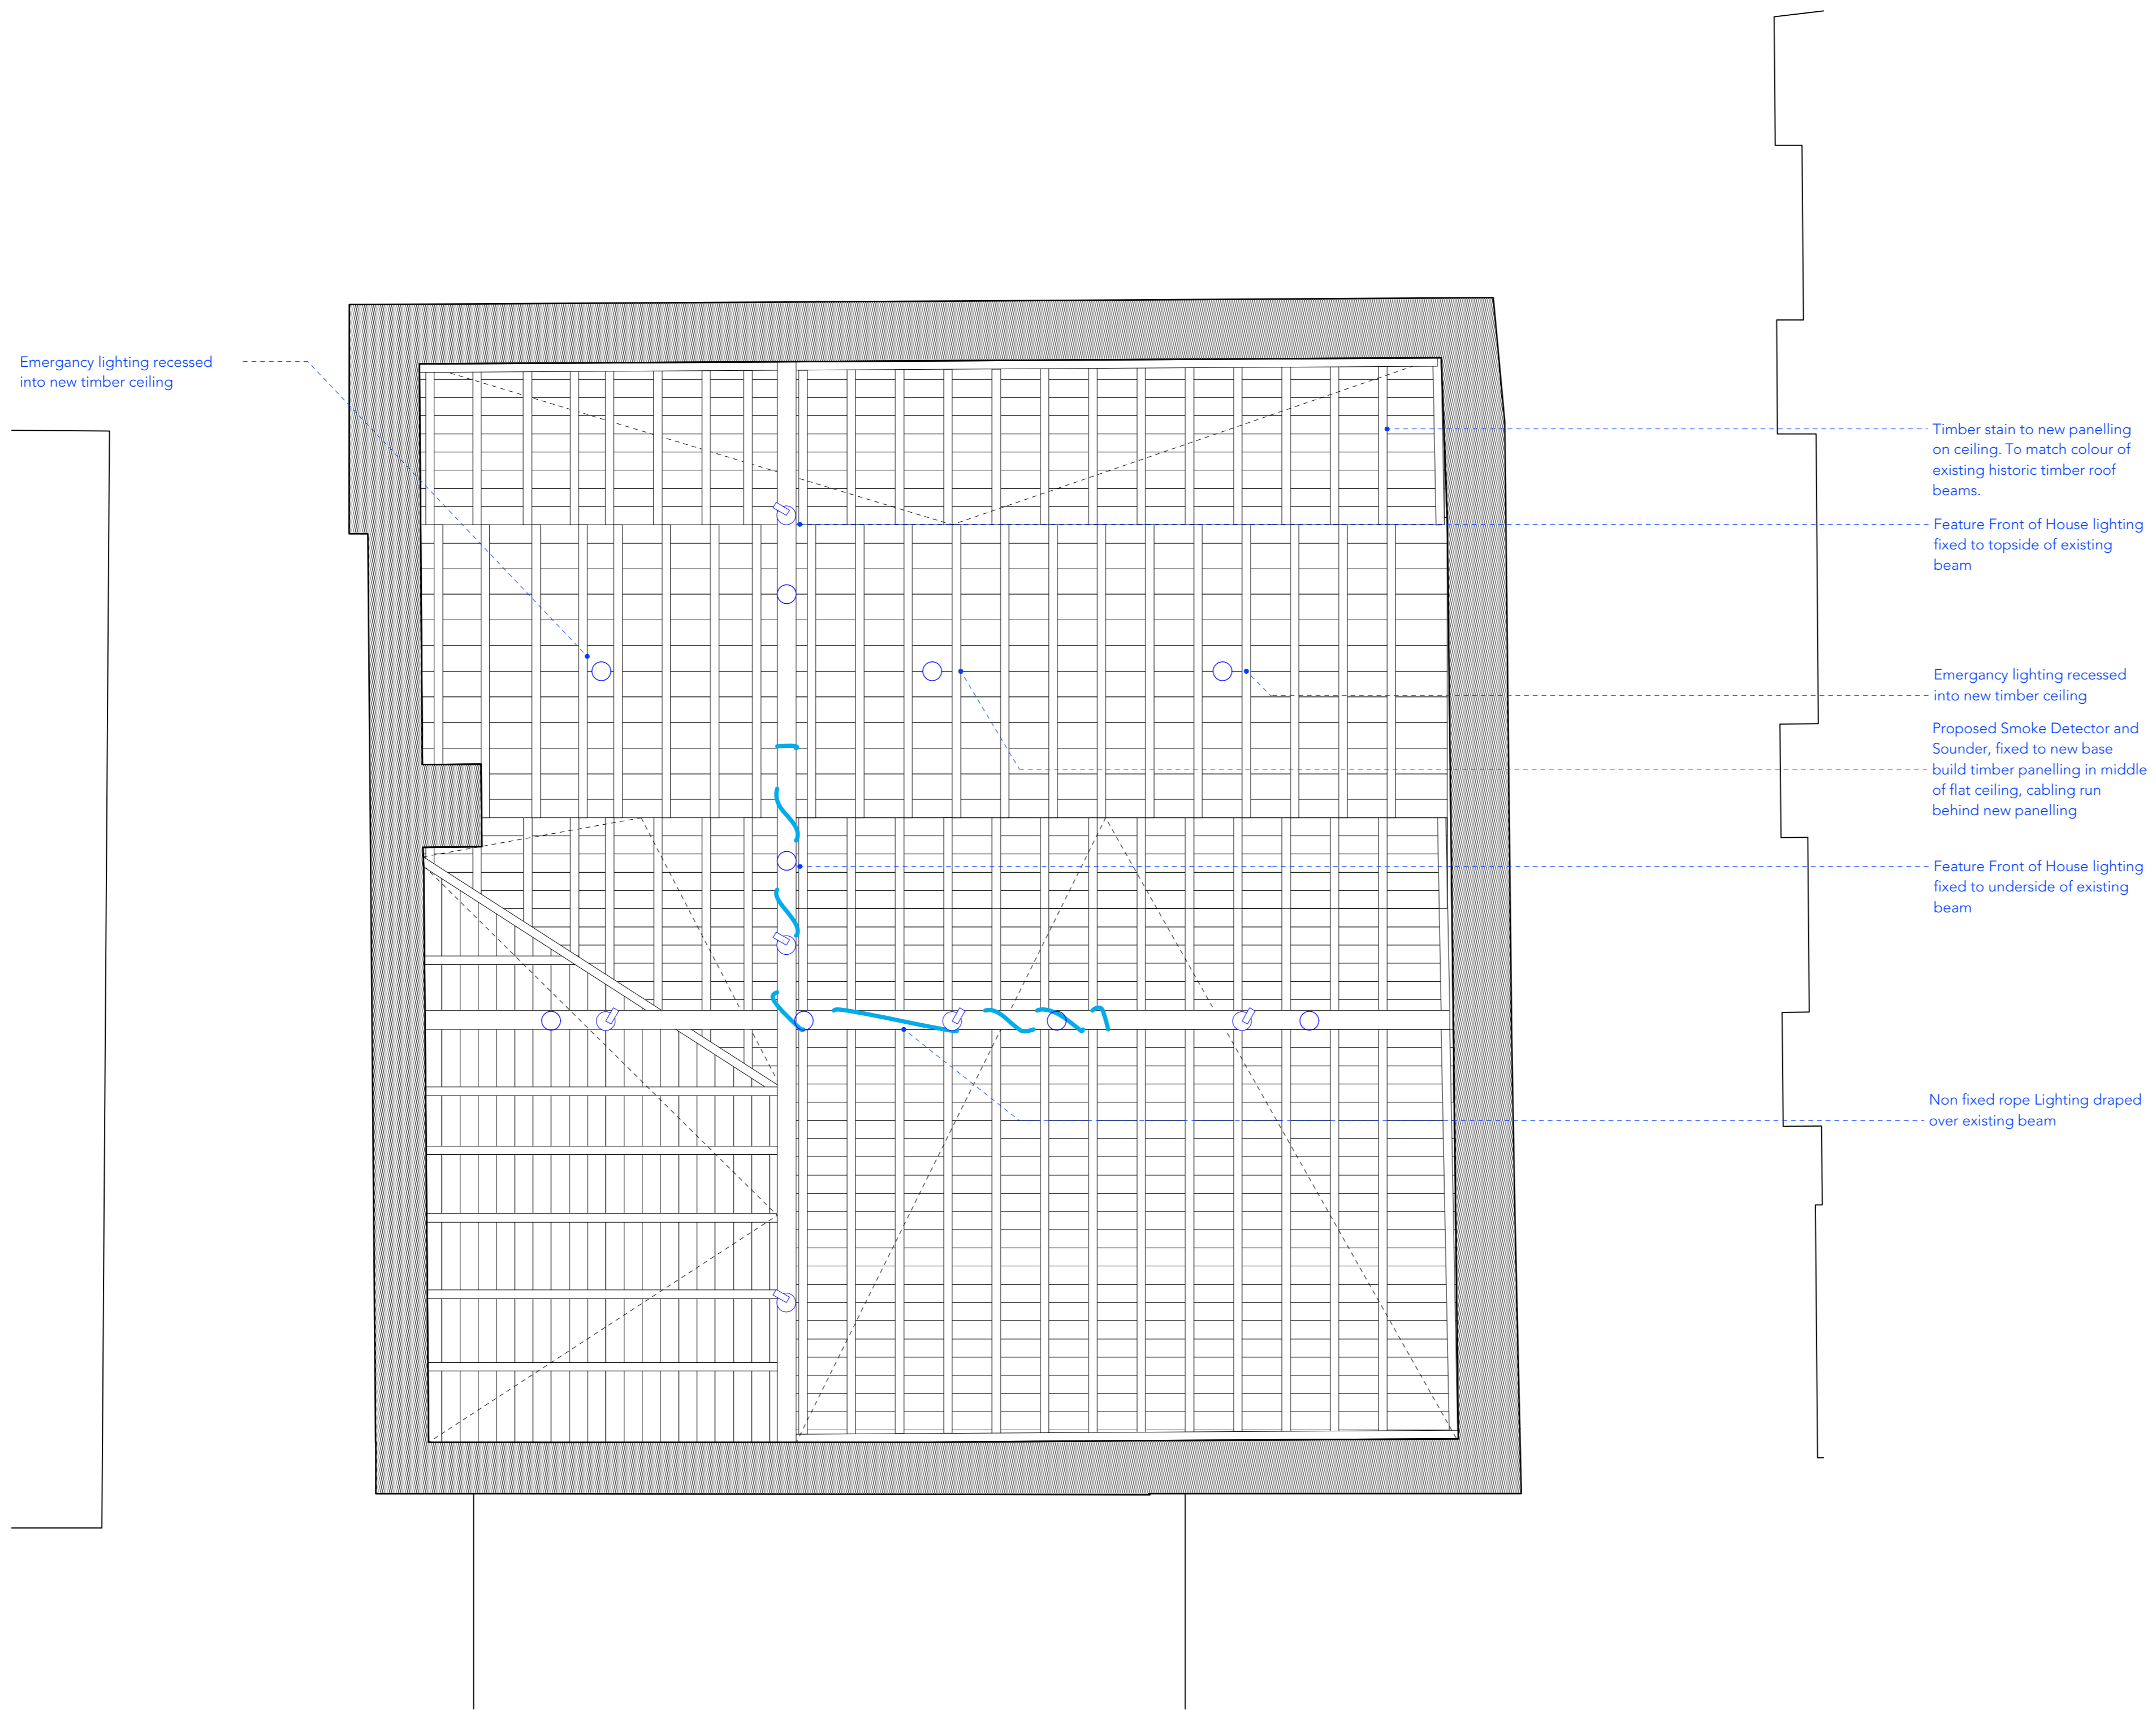 Emergancy lighting recessed
into new timber ceiling
Timber stain to new panelling
on ceiling. To match colour of
existing historic timber roof
beams.
Feature Front of House lighting
fixed to topside of existing
beam
Emergancy lighting recessed
into new timber ceiling
Proposed Smoke Detector and
Sounder, fixed to new base
build timber panelling in middle
of flat ceiling, cabling run
behind new panelling
Feature Front of House lighting
fixed to underside of existing
beam
Non fixed rope Lighting draped
over existing beam